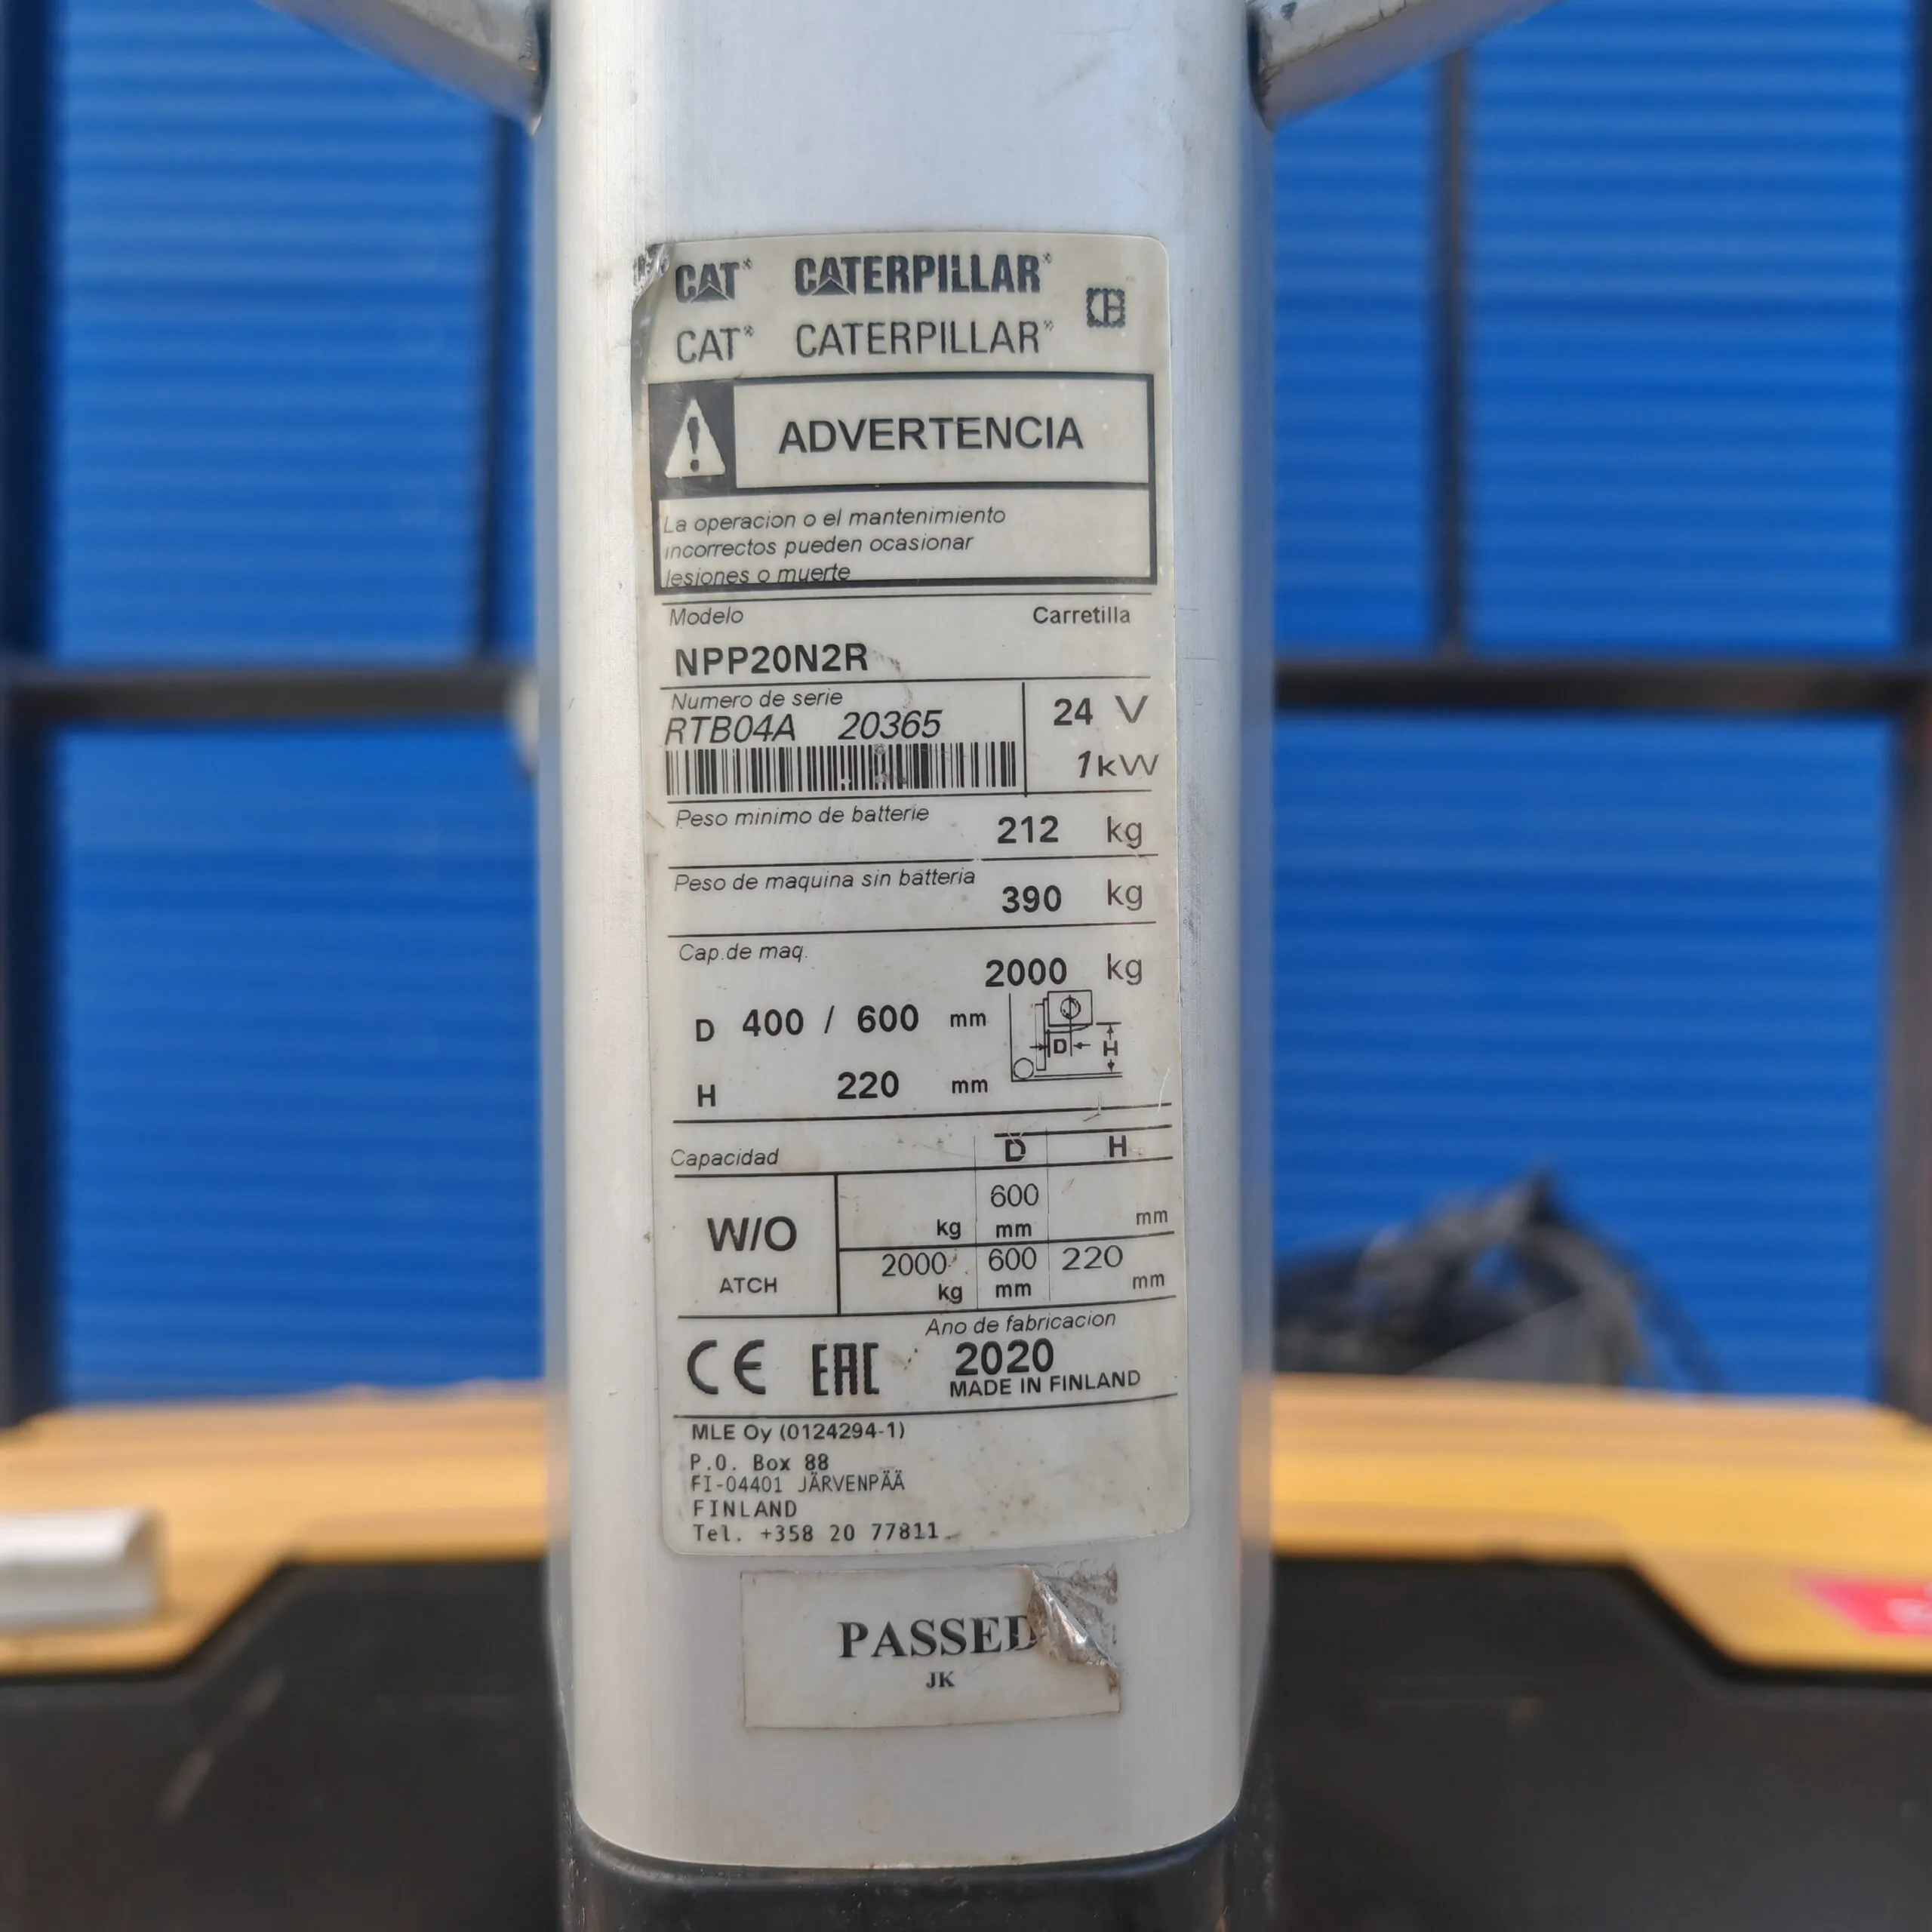 CAT CATERPILLAR
CAT CATERPILLAR
ADVERTENCIA
La operacion o el mantenimiento
incorrectos pueden ocasionar
lesiones o muerte
Modelo Carretilla
NPP20N2R
Numero de serie
RTB04A 20365
24 V
1kW
Peso minimo de batterie
212 kg
Peso de maquina sin batteria
390 kg
Cap.de maq.
2000 kg
D 400 / 600 mm
D H
H 220 mm
Capacidad D H
600
kg mm mm
W/O
ATCH
2000 600 220
kg mm mm
Ano de fabricacion
CE EAC 2020
MADE IN FINLAND
MLE Oy (0124294-1)
P.O. Box 88
FI-04401 JÄRVENPÄÄ
FINLAND
Tel. +358 20 77811
PASSED
JK